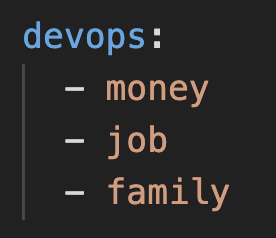 devops:
- money
- job
- family